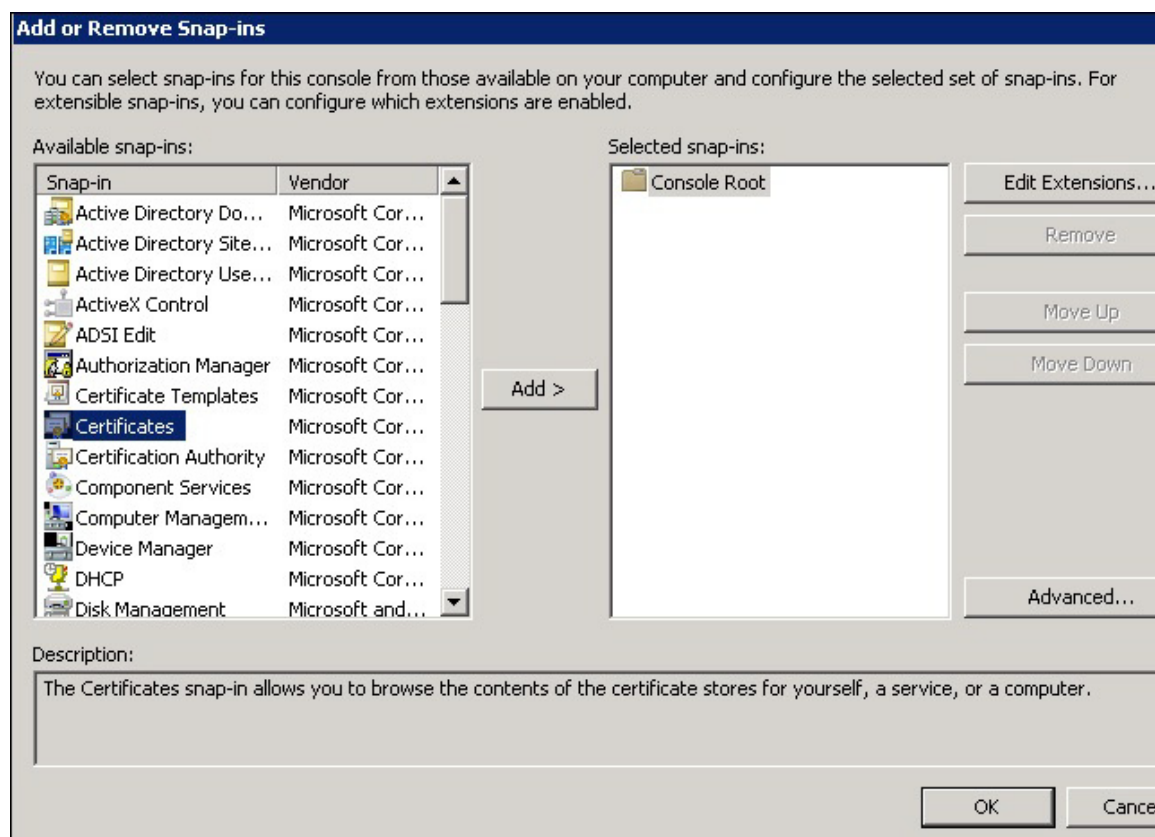 Add or Remove Snap-ins
You can select snap-ins for this console from those available on your computer and configure the selected set of snap-ins. For
extensible snap-ins, you can configure which extensions are enabled.
Available snap-ins:
Snap-in Vendor
Active Directory Do... Microsoft Cor...
Active Directory Site... Microsoft Cor...
Active Directory Use... Microsoft Cor...
ActiveX Control Microsoft Cor...
ADSI Edit Microsoft Cor...
Authorization Manager Microsoft Cor...
Certificate Templates Microsoft Cor...
Certificates Microsoft Cor...
Certification Authority Microsoft Cor...
Component Services Microsoft Cor...
Computer Managem... Microsoft Cor...
Device Manager Microsoft Cor...
DHCP Microsoft Cor...
Disk Management Microsoft and...
Add >
Selected snap-ins:
Console Root
Edit Extensions...
Remove
Move Up
Move Down
Advanced...
Description:
The Certificates snap-in allows you to browse the contents of the certificate stores for yourself, a service, or a computer.
OK
Cance